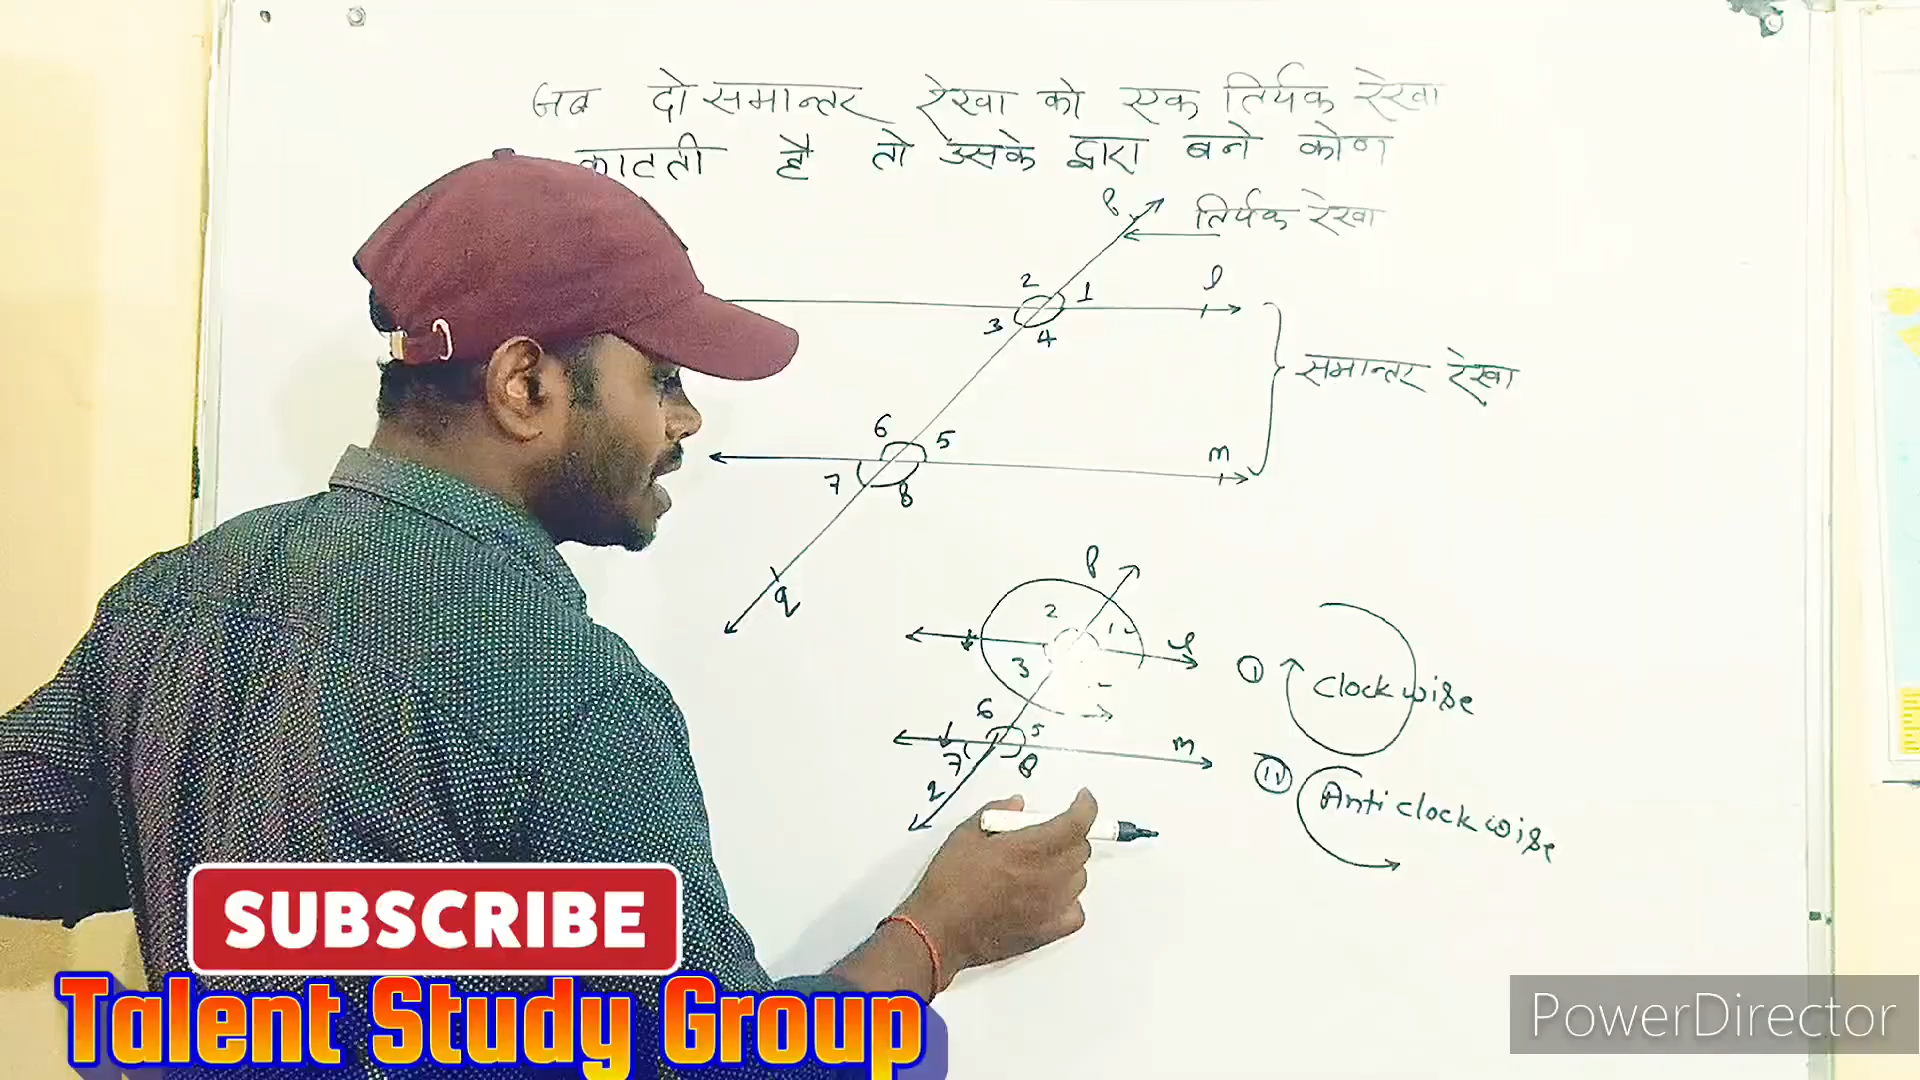 जब दो समान्तर रेखा को एक तिर्यक रेखा
काटती है तो उसके द्वारा बने कोण
p
तिर्यक रेखा
l
2 1
3 4
समान्तर रेखा
6 5
m
7 8
q
p
2 1
l
3
① Clock wise
6 5
m
7 8
2
Anti clock wise
SUBSCRIBE
Talent Study Group
PowerDirector